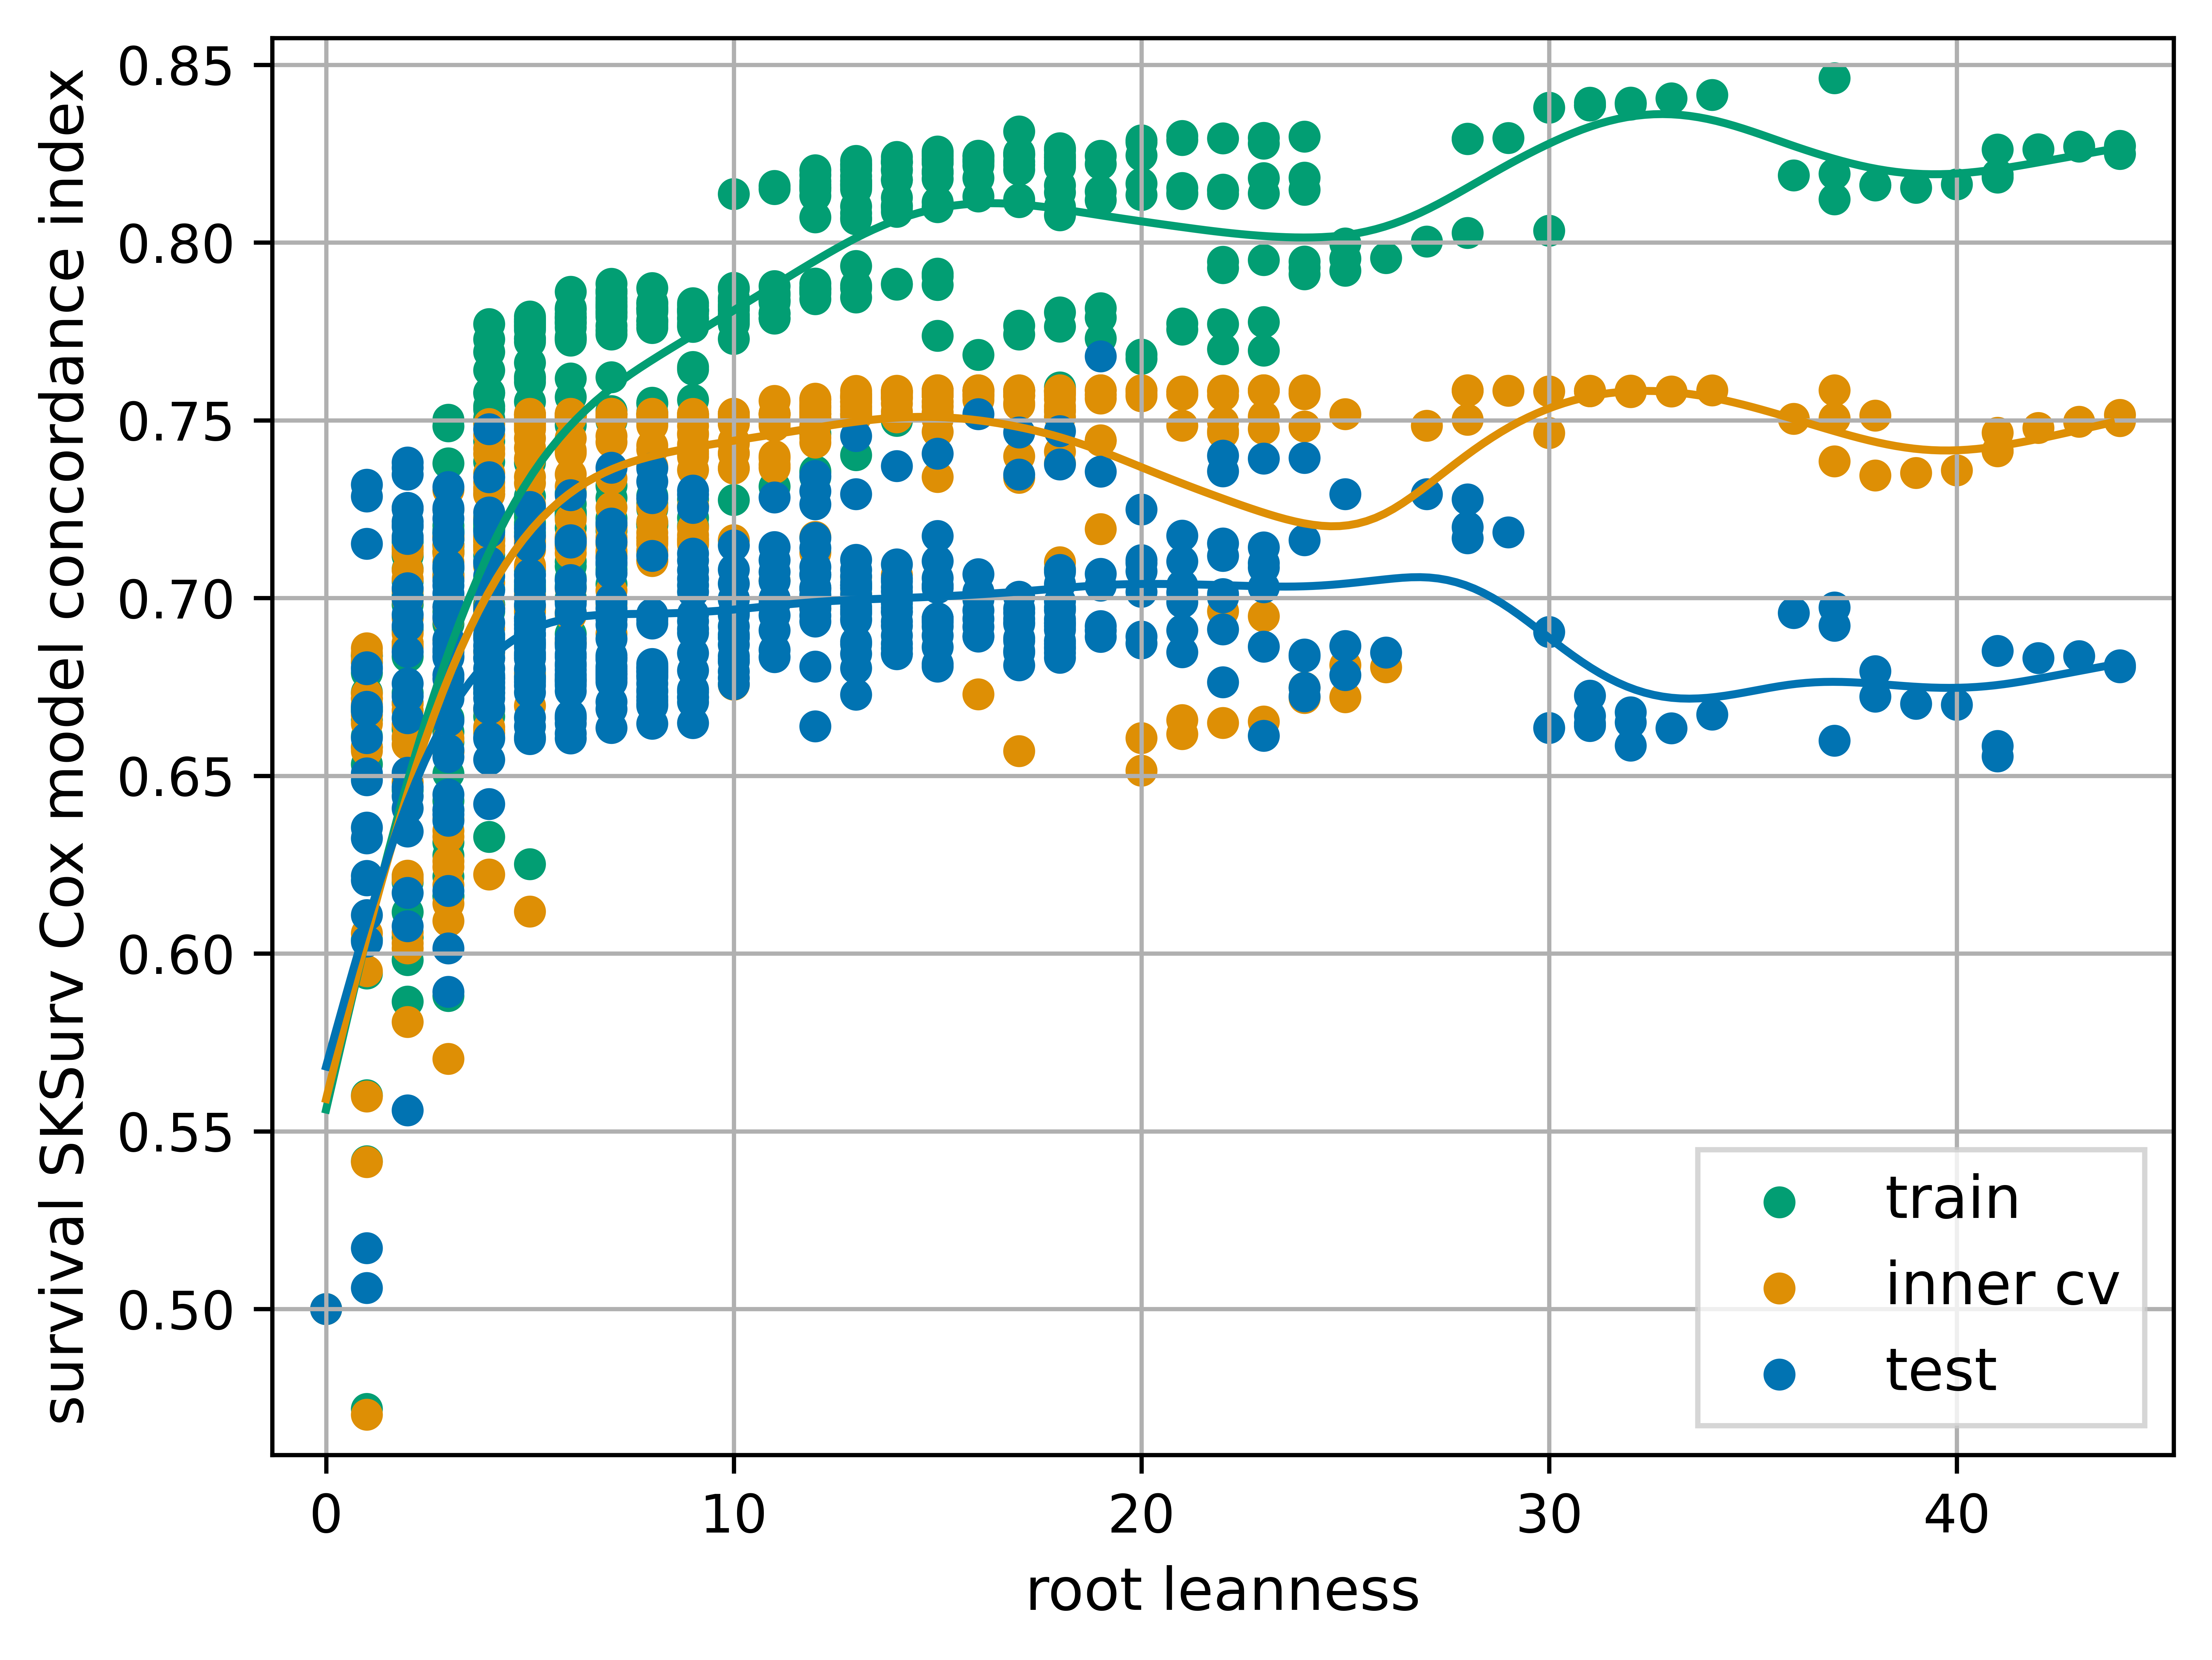 survival SKSurv Cox model concordance index
0.85
0.80
0.75
0.70
0.65
0.60
0.55
0.50
train
inner cv
test
0 10 20 30 40
root leanness